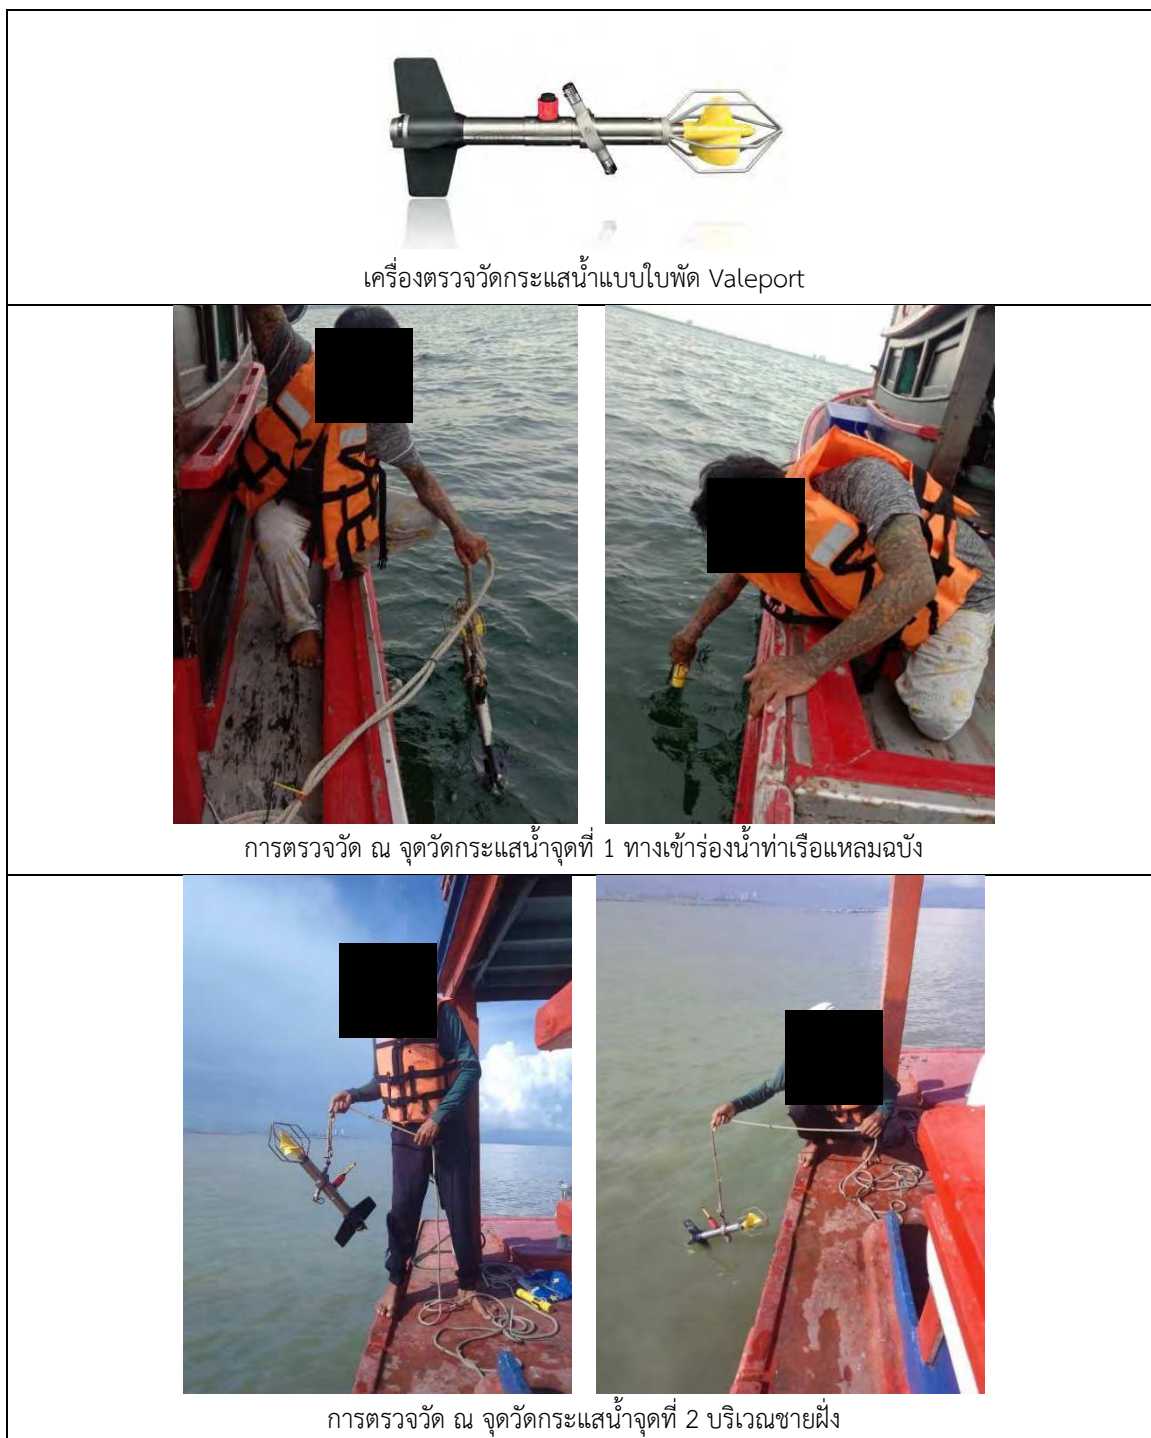 เครื่องตรวจวัดกระแสน้ำแบบใบพัด Valeport
การตรวจวัด ณ จุดวัดกระแสน้ำจุดที่ 1 ทางเข้าร่องน้ำท่าเรือแหลมฉบัง
การตรวจวัด ณ จุดวัดกระแสน้ำจุดที่ 2 บริเวณชายฝั่ง